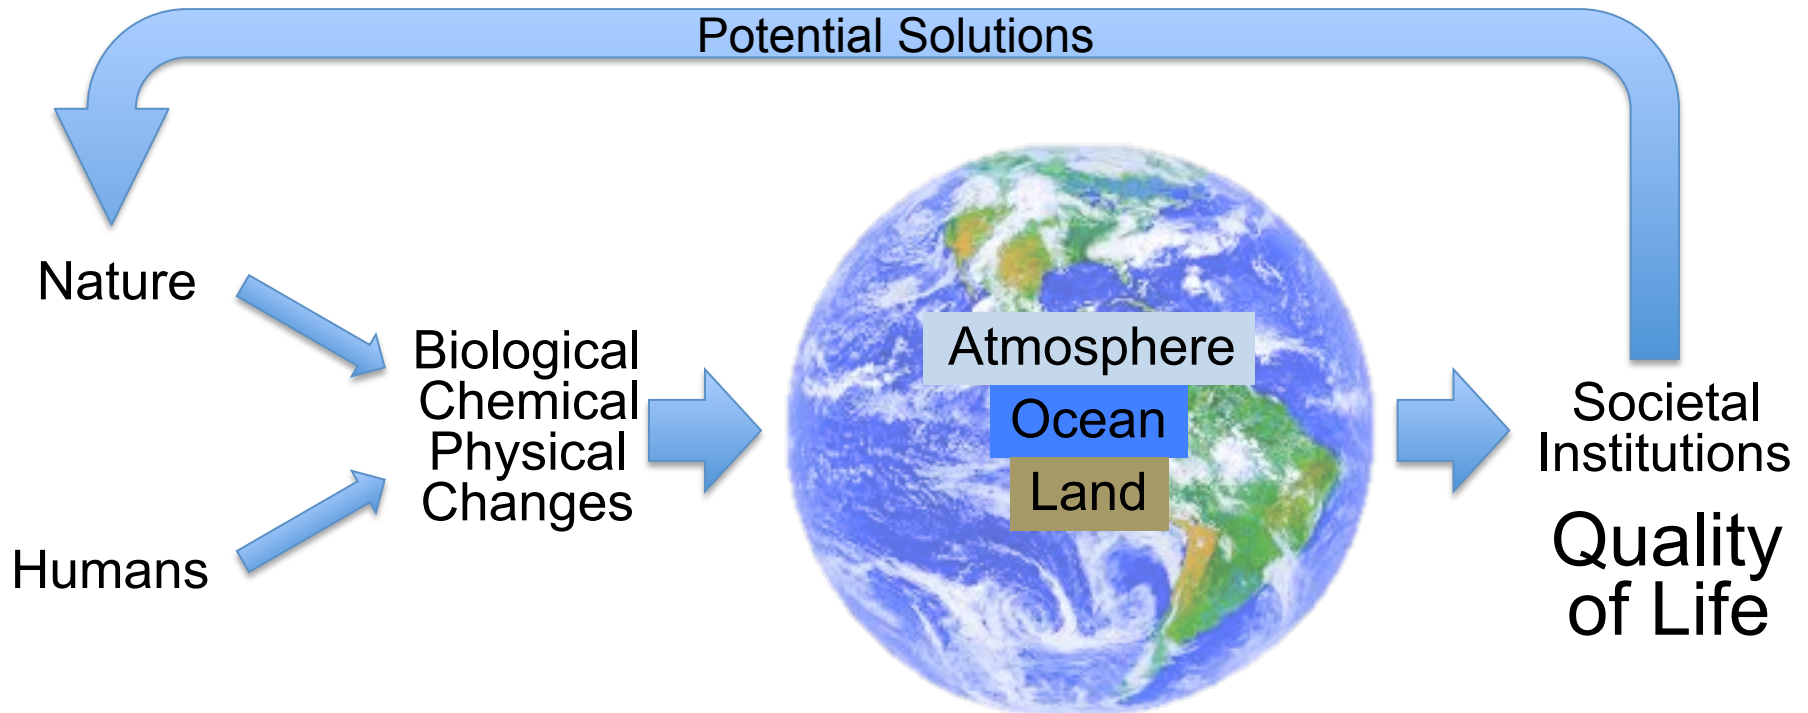 Potential Solutions
Nature
Humans
Biological
Chemical
Physical
Changes
Atmosphere
Ocean
Land
Societal
Institutions
Quality
of Life